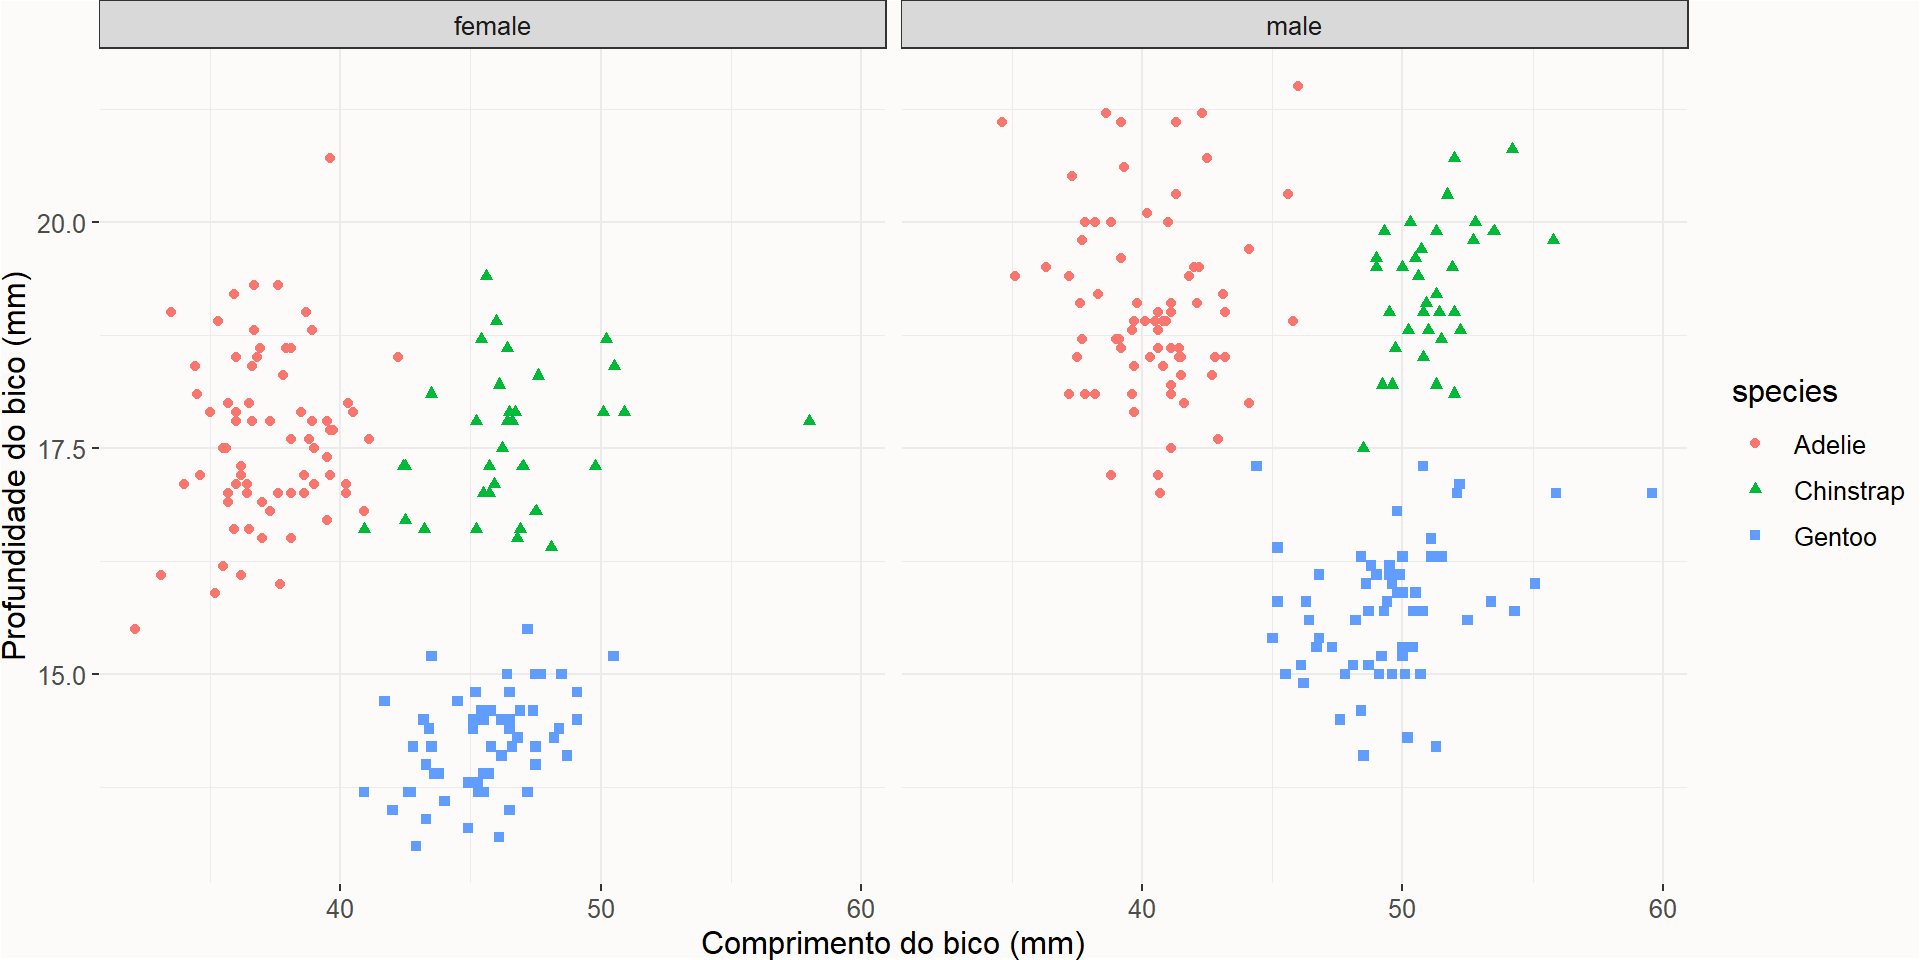 female
male
Profundidade do bico (mm)
20.0
17.5
15.0
40
50
60
40
50
60
Comprimento do bico (mm)
species
Adelie
Chinstrap
Gentoo